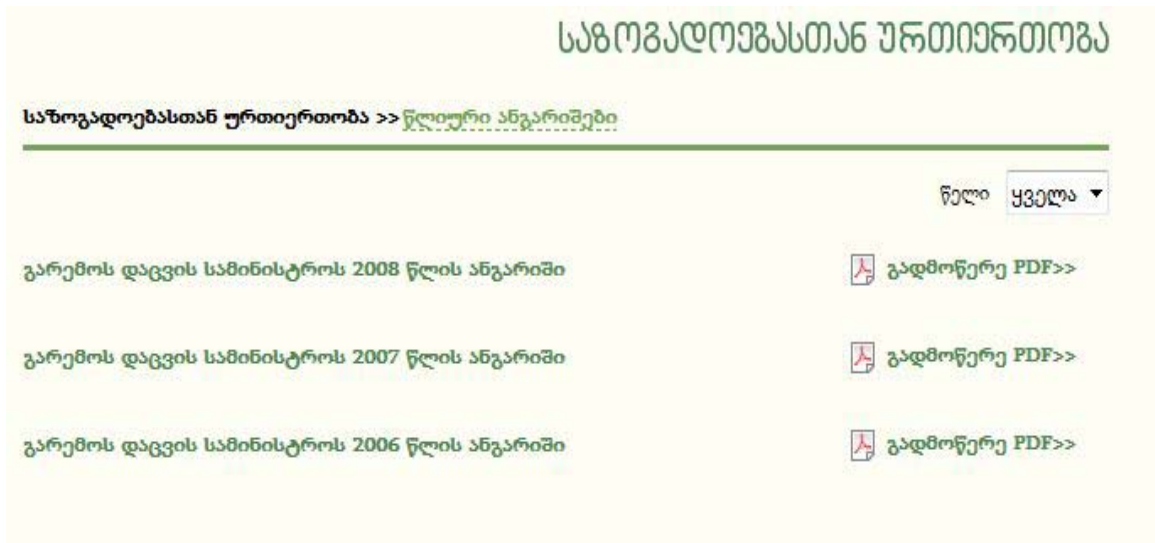 საზოგადოებასთან ურთიერთობა
საზოგადოებასთან ურთიერთობა >> წლიური ანგარიშები
წელი ყველა
გარემოს დაცვის სამინისტროს 2008 წლის ანგარიში გადმოწერე PDF>>
გარემოს დაცვის სამინისტროს 2007 წლის ანგარიში გადმოწერე PDF>>
გარემოს დაცვის სამინისტროს 2006 წლის ანგარიში გადმოწერე PDF>>